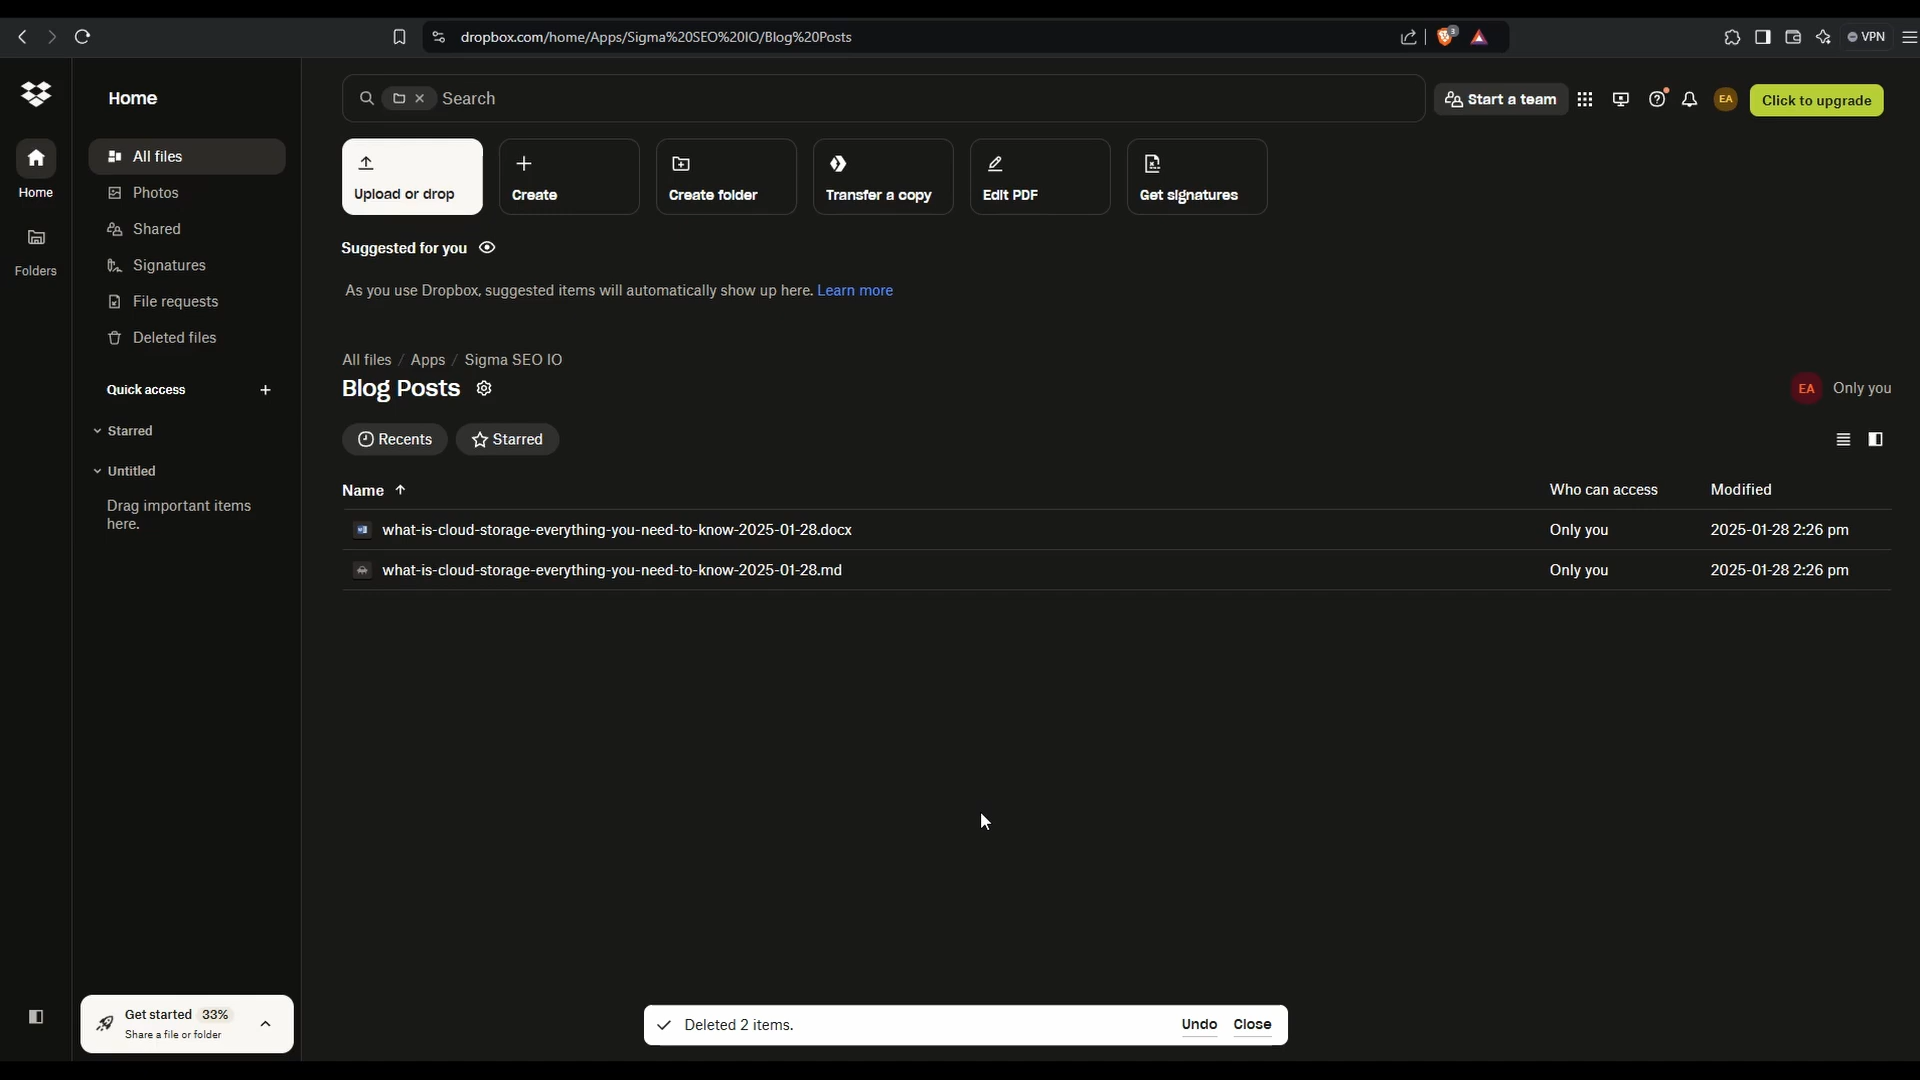 dropbox.com/home/Apps/Sigma%20SEO%20IO/Blog%20Posts
3
VPN
Home
Search
Start a team
EA
Click to upgrade
All files
Photos
Shared
Signatures
File requests
Deleted files
Home
Folders
Quick access
Starred
Untitled
Drag important items
here.
Upload or drop
Create
Create folder
Transfer a copy
Edit PDF
Get signatures
Suggested for you
As you use Dropbox, suggested items will automatically show up here. Learn more
All files / Apps / Sigma SEO IO
Blog Posts
EA Only you
Recents
Starred
Name Who can access Modified
what-is-cloud-storage-everything-you-need-to-know-2025-01-28.docx Only you 2025-01-28 2:26 pm
what-is-cloud-storage-everything-you-need-to-know-2025-01-28.md Only you 2025-01-28 2:26 pm
Get started 33%
Share a file or folder
Deleted 2 items. Undo Close